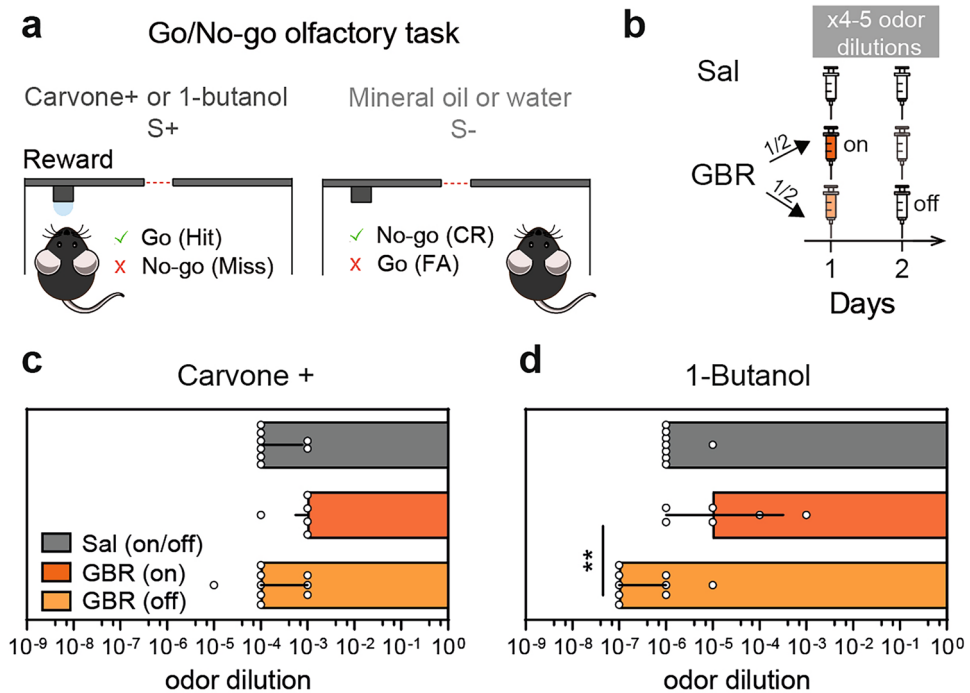 a
Go/No-go olfactory task
Carvone+ or 1-butanol
S+
Mineral oil or water
S-
Reward
✓ Go (Hit)
x No-go (Miss)
✓ No-go (CR)
x Go (FA)
b
x4-5 odor
dilutions
Sal
GBR
1/2
on
1/2
off
1 2
Days
c
Carvone +
Sal (on/off)
GBR (on)
GBR (off)
10⁻⁹ 10⁻⁸ 10⁻⁷ 10⁻⁶ 10⁻⁵ 10⁻⁴ 10⁻³ 10⁻² 10⁻¹ 10⁰
odor dilution
d
1-Butanol
**
10⁻⁹ 10⁻⁸ 10⁻⁷ 10⁻⁶ 10⁻⁵ 10⁻⁴ 10⁻³ 10⁻² 10⁻¹ 10⁰
odor dilution